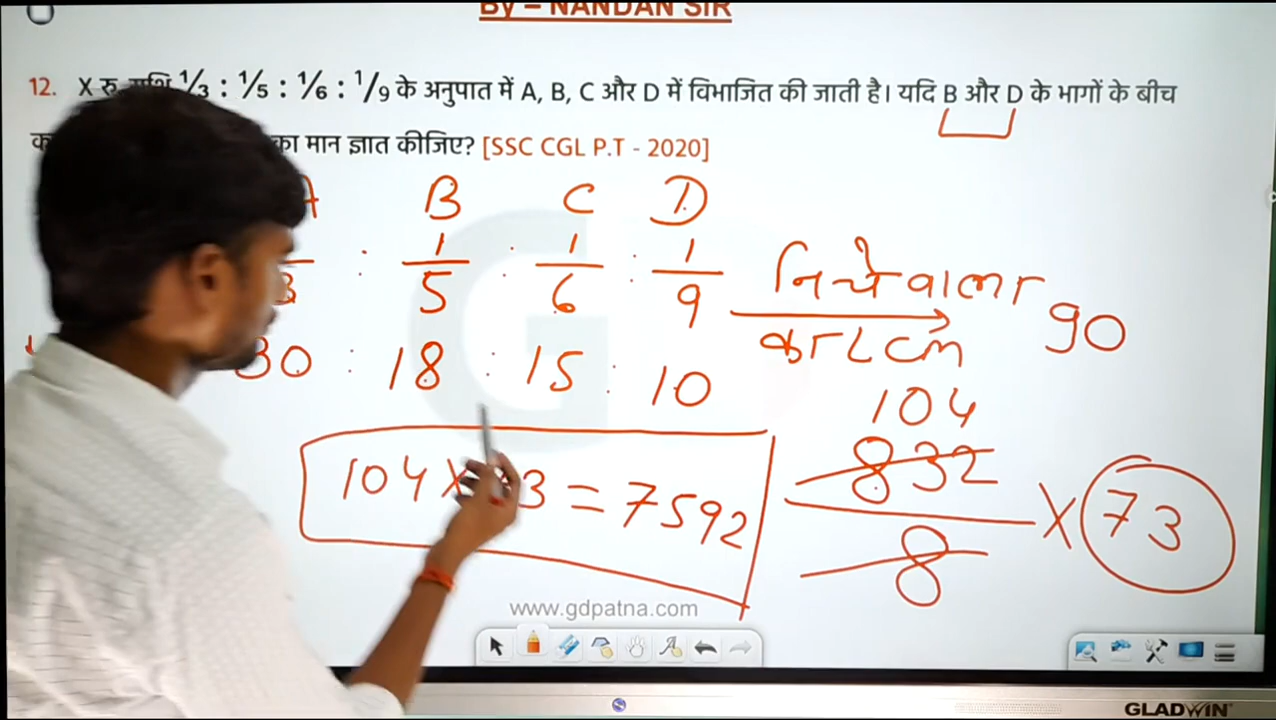 By – NANDAN SIR
12. X रु. राशि 1/3 : 1/5 : 1/6 : 1/9 के अनुपात में A, B, C और D में विभाजित की जाती है। यदि B और D के भागों के बीच
का मान ज्ञात कीजिए? [SSC CGL P.T - 2020]
A B C D
: 1/5 : 1/6 : 1/9 निचे वाला
का LCM 90
30 : 18 : 15 : 10
104
104 X 3 = 7592
832/8 X 73
www.gdpatna.com
GLADWIN